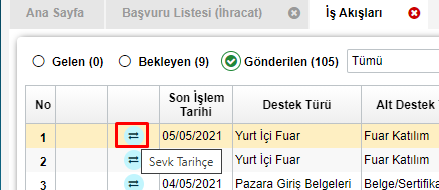 Ana Sayfa Başvuru Listesi (İhracat) İş Akışları
Gelen (0) Bekleyen (9) Gönderilen (105) Tümü
No Son İşlem Tarihi Destek Türü Alt Destek
1 05/05/2021 Yurt İçi Fuar Fuar Katılım
2 Yurt İçi Fuar Fuar Katılım
Sevk Tarihçe
3 04/05/2021 Pazara Giriş Belgeleri Belge/Sertifika